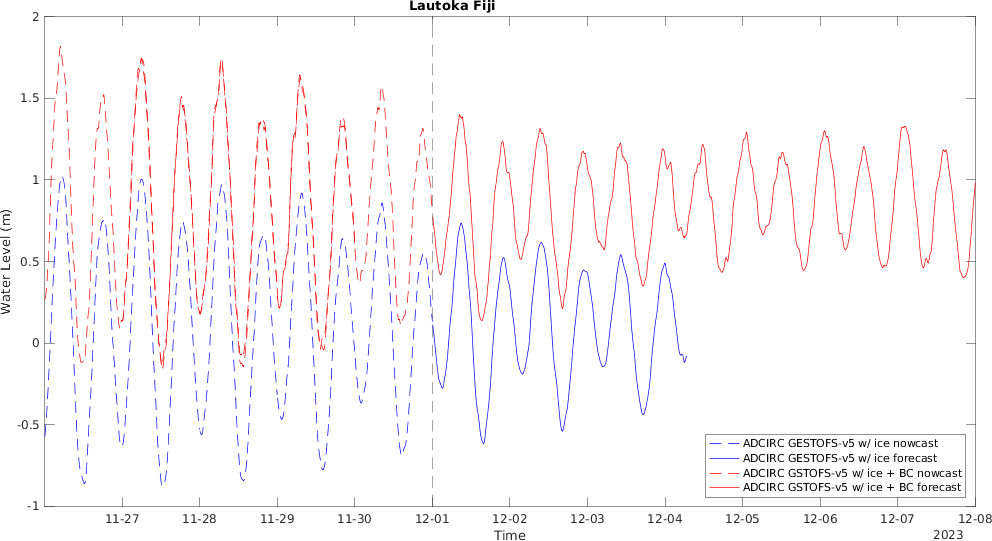 Lautoka Fiji
2
1.5
1
0.5
0
-0.5
-1
Water Level (m)
ADCIRC GESTOFS-v5 w/ ice nowcast
ADCIRC GESTOFS-v5 w/ ice forecast
ADCIRC GSTOFS-v5 w/ ice + BC nowcast
ADCIRC GSTOFS-v5 w/ ice + BC forecast
11-27 11-28 11-29 11-30 12-01 12-02 12-03 12-04 12-05 12-06 12-07 12-08
Time
2023